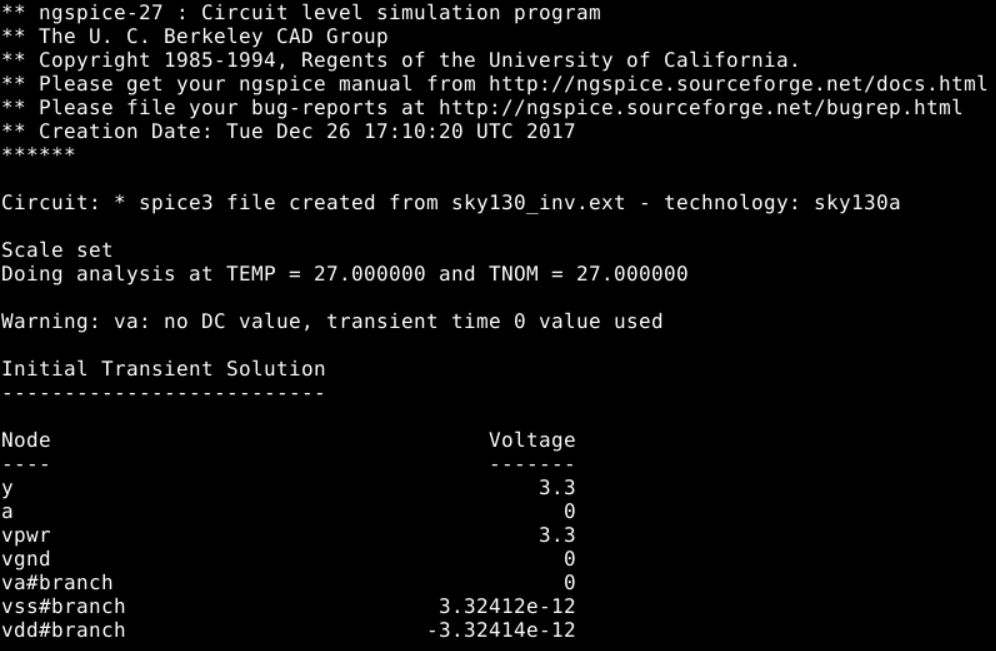 ** ngspice-27 : Circuit level simulation program
** The U. C. Berkeley CAD Group
** Copyright 1985-1994, Regents of the University of California.
** Please get your ngspice manual from http://ngspice.sourceforge.net/docs.html
** Please file your bug-reports at http://ngspice.sourceforge.net/bugrep.html
** Creation Date: Tue Dec 26 17:10:20 UTC 2017
******
Circuit: * spice3 file created from sky130_inv.ext - technology: sky130a
Scale set
Doing analysis at TEMP = 27.000000 and TNOM = 27.000000
Warning: va: no DC value, transient time 0 value used
Initial Transient Solution
--------------------------
Node Voltage
---- -------
y 3.3
a 0
vpwr 3.3
vgnd 0
va#branch 0
vss#branch 3.32412e-12
vdd#branch -3.32414e-12